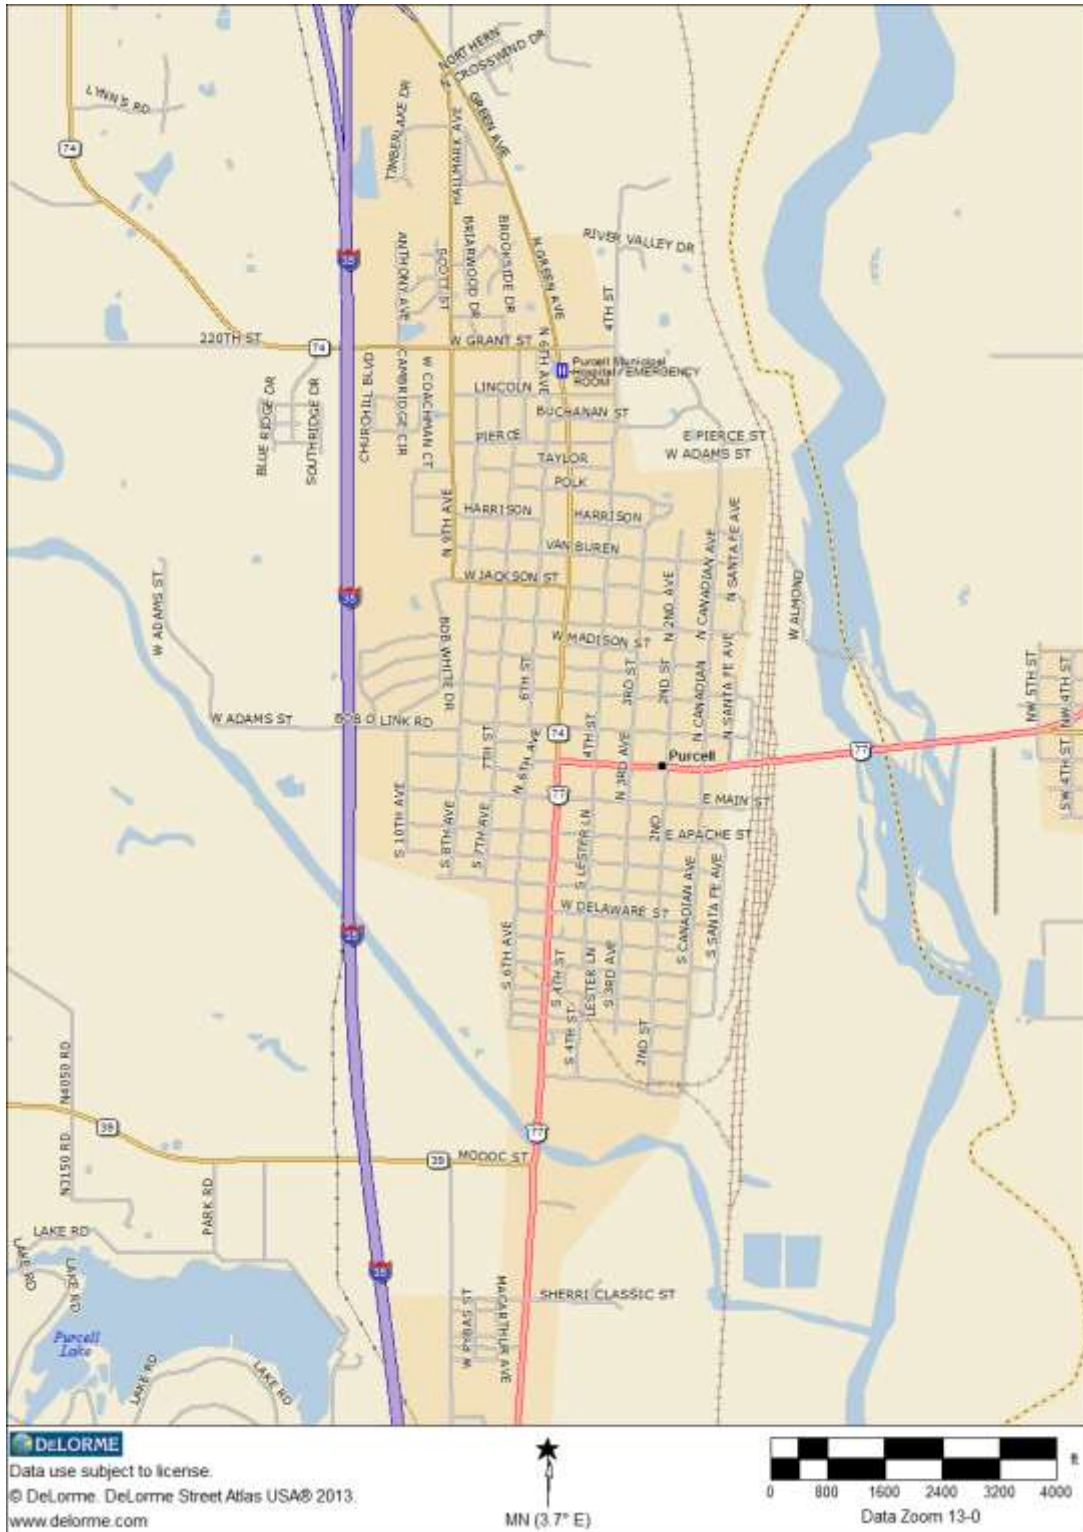 NORTHERN
N CROSSWIND DR
LYNN'S RD
TIMBERLAKE DR
HALLMARK AVE
GREEN AVE
74
RIVER VALLEY DR
ANTHONY AVE
SCOTT ST
BRIARWOOD DR
BROOKSIDE DR
N GREEN AVE
35
4TH ST
220TH ST
74
W GRANT ST
N 6TH AVE
H
Purcell Municipal
Hospital / EMERGENCY
ROOM
BLUE RIDGE DR
SOUTHRIDGE DR
CHURCHILL BLVD
CAMBRIDGE CIR
W COACHMAN CT
LINCOLN
BUCHANAN ST
PIERCE
E PIERCE ST
W ADAMS ST
TAYLOR
POLK
HARRISON
HARRISON
N 9TH AVE
VAN BUREN
N SANTA FE AVE
N CANADIAN AVE
W JACKSON ST
W ADAMS ST
35
N 2ND AVE
W ALMOND
BOB WHITE DR
W MADISON ST
6TH ST
3RD ST
2ND ST
N CANADIAN
N SANTA FE AVE
NW 5TH ST
NW 4TH ST
W ADAMS ST
BOB O LINK RD
7TH ST
N 6TH AVE
74
4TH ST
N 3RD AVE
Purcell
77
SW 4TH ST
77
E MAIN ST
S 10TH AVE
S 8TH AVE
S 7TH AVE
S LESTER LN
2ND
E APACHE ST
W DELAWARE ST
S CANADIAN AVE
S SANTA FE AVE
35
S 6TH AVE
S 4TH ST
LESTER LN
S 3RD AVE
S 4TH ST
2ND ST
N4050 RD
39
77
N3150 RD
39
MODOC ST
PARK RD
LAKE RD
LAKE RD
LAKE RD
35
W PYBAS ST
MACARTHUR AVE
SHERRI CLASSIC ST
Purcell
Lake
LAKE RD
LAKE RD
DELORME
Data use subject to license.
© DeLorme. DeLorme Street Atlas USA® 2013.
www.delorme.com
MN (3.7° E)
ft
0 800 1600 2400 3200 4000
Data Zoom 13-0